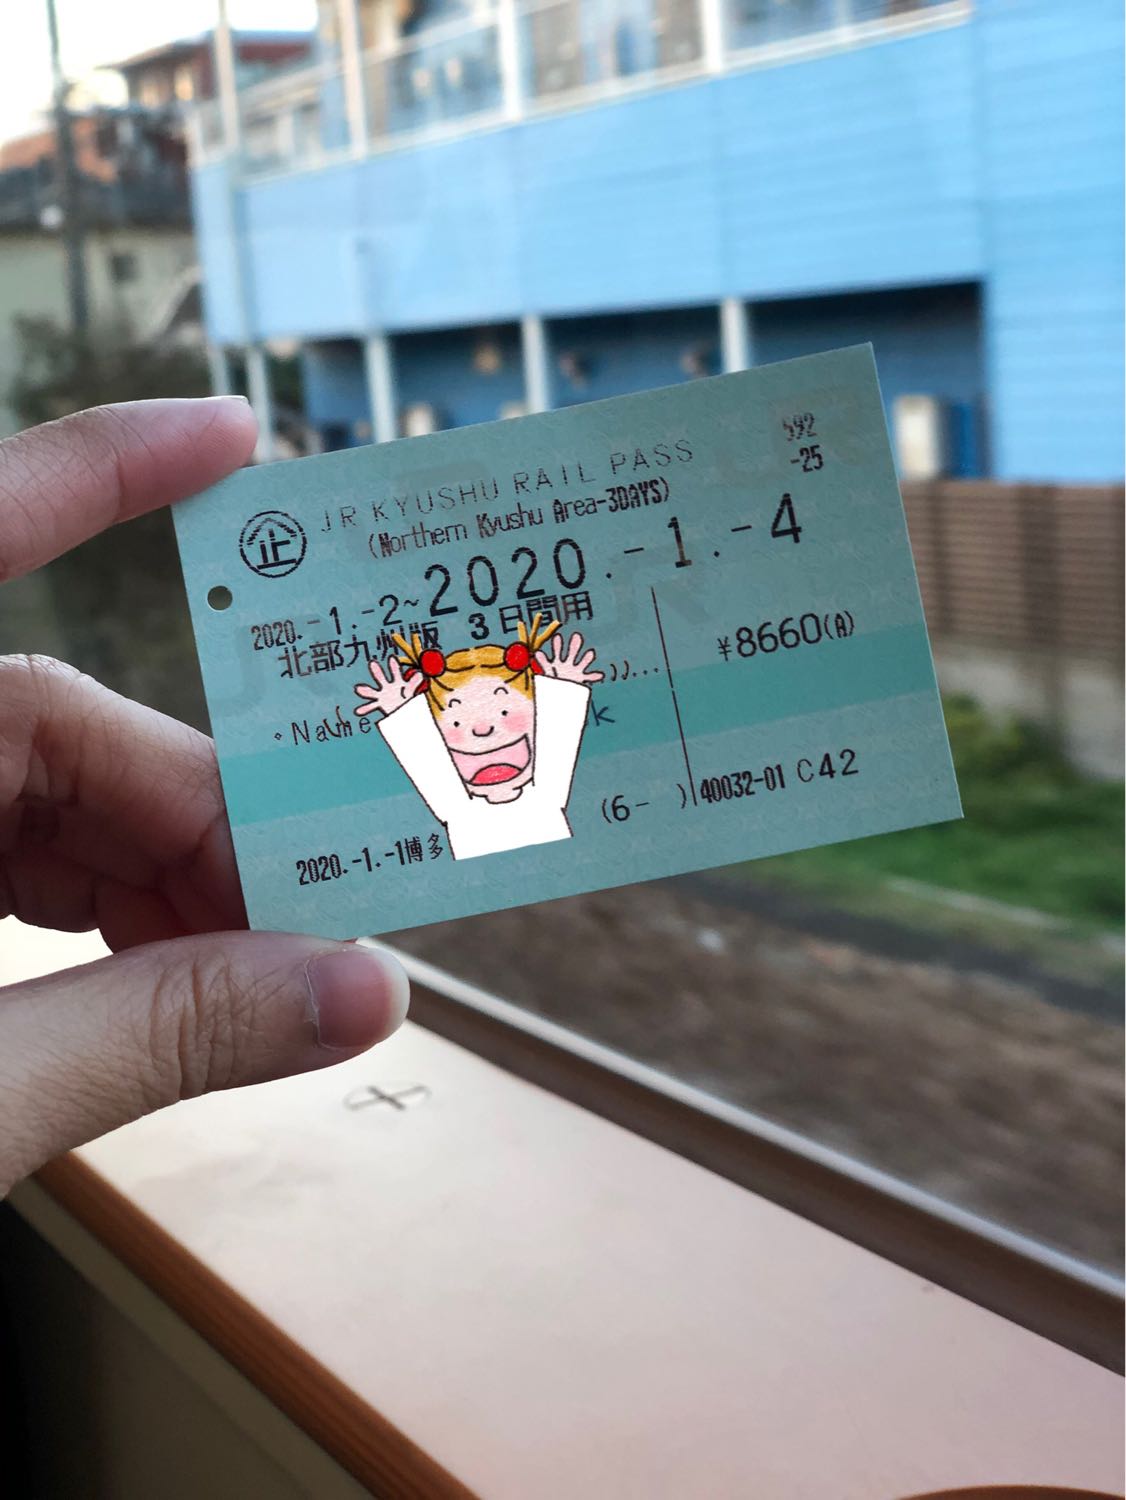 592
-25
企 JR KYUSHU RAIL PASS
(Northern Kyushu Area-3DAYS)
2020.-1.-2~2020.-1.-4
北部九州版 3日間用
¥8660(A)
Name
k
(6- )
40032-01 C42
2020.-1.-1博多